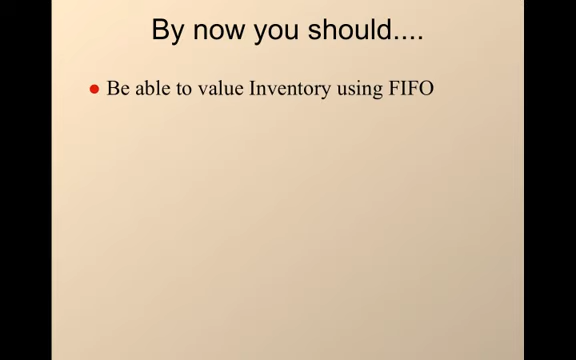 By now you should....
● Be able to value Inventory using FIFO